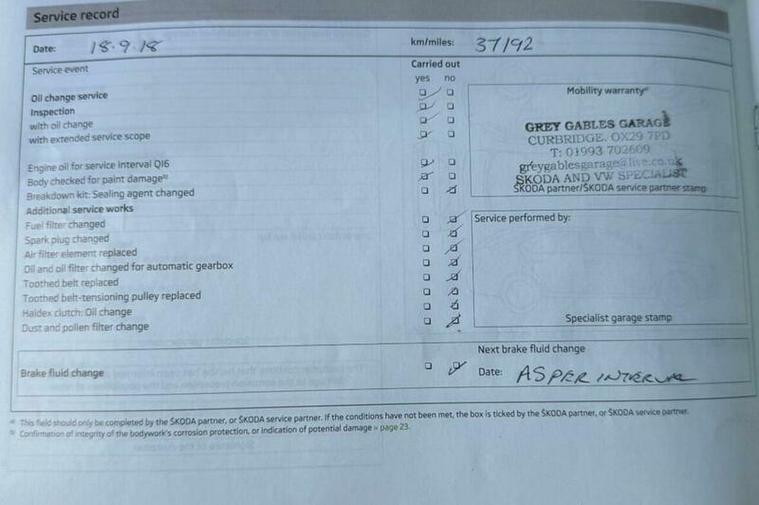 Service record
Date: 18·9·18 km/miles: 37192
Service event Carried out
yes no
Oil change service
Inspection
with oil change
with extended service scope
Mobility warrantyᵃ⁾
GREY GABLES GARAGE
CURBRIDGE. OX29 7PD
T: 01993 702609
greygablesgarage@live.co.uk
SKODA AND VW SPECIALIST
ŠKODA partner/ŠKODA service partner stamp
Engine oil for service interval QI6
Body checked for paint damageᵇ⁾
Breakdown kit: Sealing agent changed
Additional service works
Fuel filter changed
Spark plug changed
Air filter element replaced
Oil and oil filter changed for automatic gearbox
Toothed belt replaced
Toothed belt-tensioning pulley replaced
Haldex clutch: Oil change
Dust and pollen filter change
Service performed by:
Specialist garage stamp
Brake fluid change
Next brake fluid change
Date: AS PER INTERVAL
ᵃ⁾ This field should only be completed by the ŠKODA partner, or ŠKODA service partner. If the conditions have not been met, the box is ticked by the ŠKODA partner, or ŠKODA service partner.
ᵇ⁾ Confirmation of integrity of the bodywork's corrosion protection, or indication of potential damage » page 23.